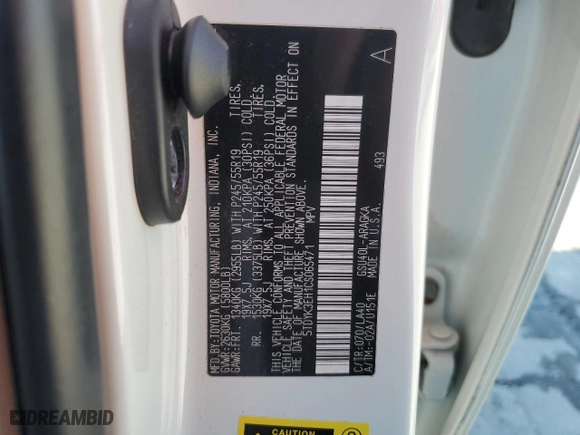 MFD.BY:TOYOTA MOTOR MANUFACTURING, INDIANA, INC.
GVWR:2630KG (5800LB)
GAWR:FRT. 1340KG (2955LB) WITH P245/55R19 TIRES,
19X7.5J RIMS, AT 210KPA (30PSI) COLD.
RR. 1530KG (3375LB) WITH P245/55R19 TIRES,
19X7.5J RIMS, AT 250KPA (36PSI) COLD.
THIS VEHICLE CONFORMS TO ALL APPLICABLE FEDERAL MOTOR
VEHICLE SAFETY AND THEFT PREVENTION STANDARDS IN EFFECT ON
THE DATE OF MANUFACTURE SHOWN ABOVE.
5TDYK3EH1CS065471 MPV
A
C/TR:070/LA40 GSU40L-ARAGKA
A/TM:-02A/U151E MADE IN U.S.A. 493
CAUTION
DREAMBID